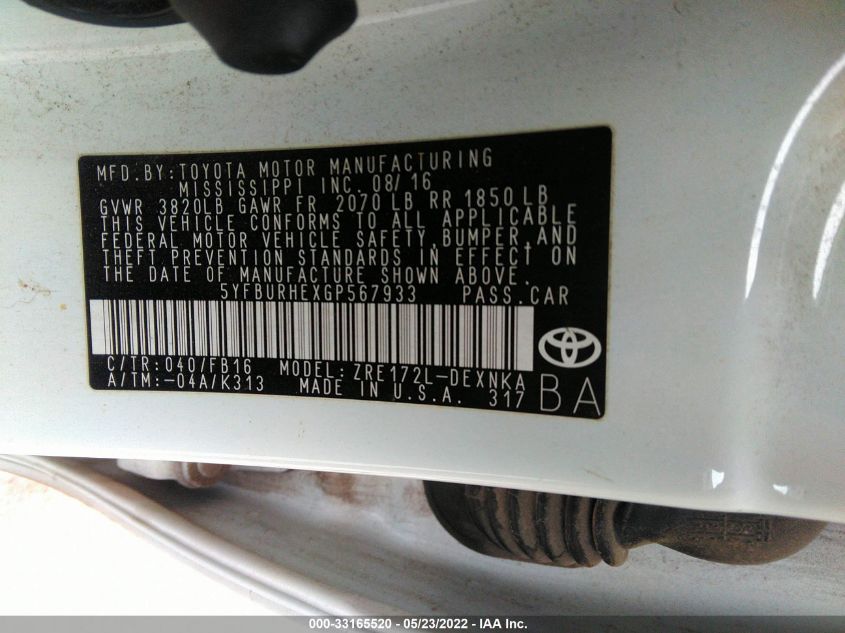 MFD.BY:TOYOTA MOTOR MANUFACTURING
MISSISSIPPI INC. 08/16
GVWR 3820LB GAWR FR 2070 LB RR 1850 LB
THIS VEHICLE CONFORMS TO ALL APPLICABLE
FEDERAL MOTOR VEHICLE SAFETY, BUMPER, AND
THEFT PREVENTION STANDARDS IN EFFECT ON
THE DATE OF MANUFACTURE SHOWN ABOVE.
5YFBURHEXGP567933 PASS.CAR
C/TR:040/FB16 MODEL:ZRE172L-DEXNKA
A/TM:-04A/K313 MADE IN U.S.A. 317 BA
000-33165520 - 05/23/2022 - IAA Inc.